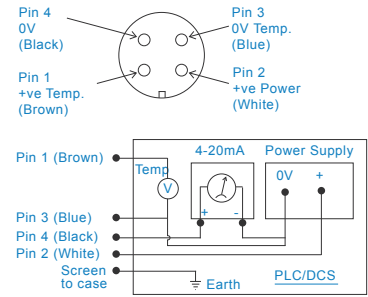 Pin 4
0V
(Black)
Pin 3
0V Temp.
(Blue)
Pin 1
+ve Temp.
(Brown)
Pin 2
+ve Power
(White)
Pin 1 (Brown)
Temp
V
4-20mA
+ -
Power Supply
0V +
Pin 3 (Blue)
Pin 4 (Black)
Pin 2 (White)
Screen
to case
Earth
PLC/DCS